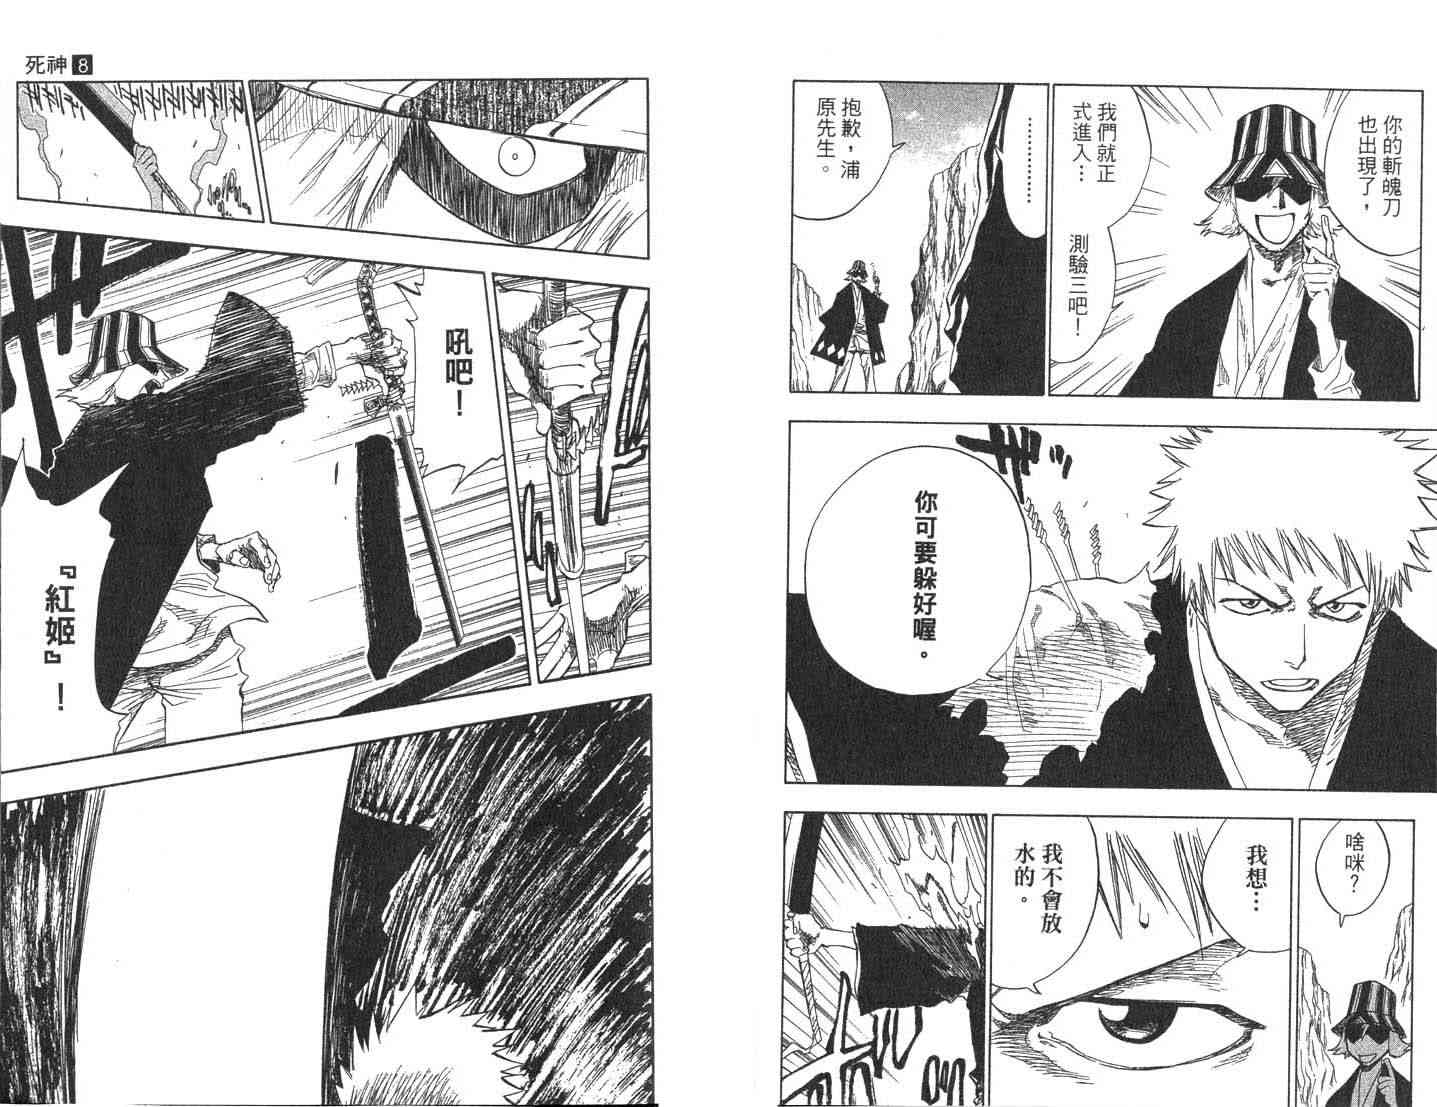 死神 8
你的斬魄刀
也出現了，
我們就正
式進入…
測驗三吧！
…………
抱歉，浦
原先生。
你可要躲好喔。
啥咪？
我想…
我不會放
水的。
吼吧！
『紅姬』！